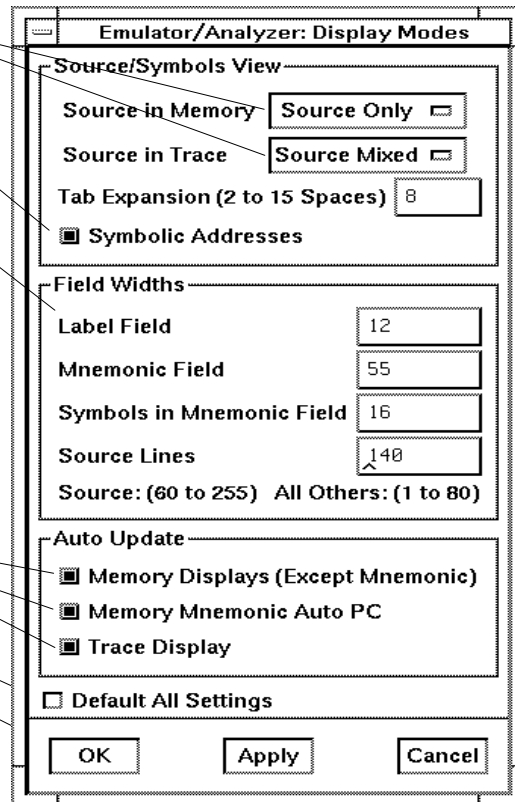 Emulator/Analyzer: Display Modes
Source/Symbols View
Source in Memory Source Only
Source in Trace Source Mixed
Tab Expansion (2 to 15 Spaces) 8
Symbolic Addresses
Field Widths
Label Field 12
Mnemonic Field 55
Symbols in Mnemonic Field 16
Source Lines 140
Source: (60 to 255) All Others: (1 to 80)
Auto Update
Memory Displays (Except Mnemonic)
Memory Mnemonic Auto PC
Trace Display
Default All Settings
OK Apply Cancel